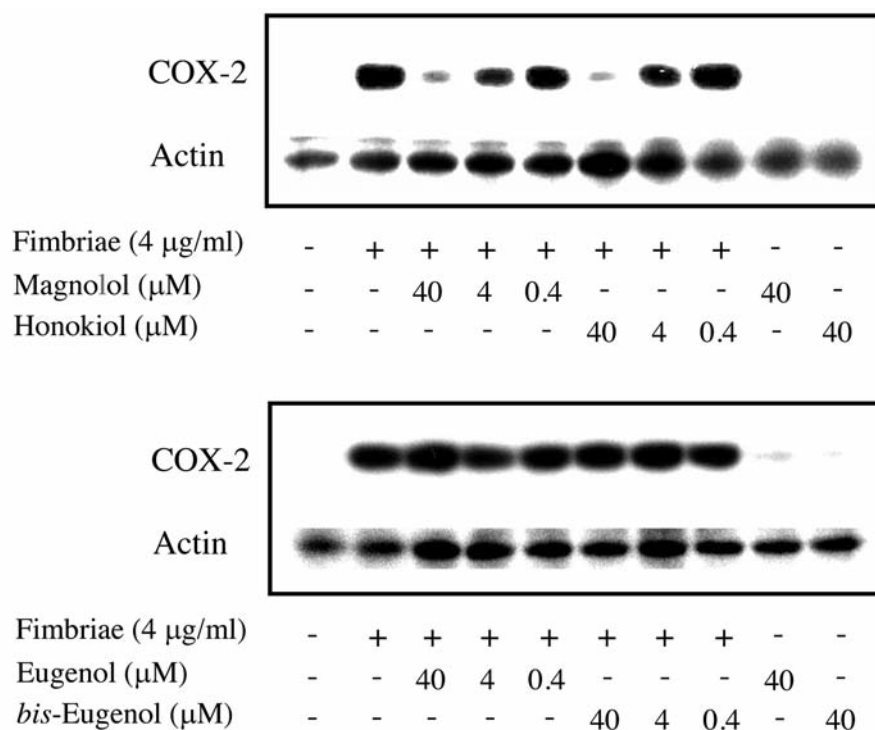 COX-2
Actin
Fimbriae (4 μg/ml) - + + + + + + + - -
Magnolol (μM) - - 40 4 0.4 - - - 40 -
Honokiol (μM) - - - - - 40 4 0.4 - 40
COX-2
Actin
Fimbriae (4 μg/ml) - + + + + + + + - -
Eugenol (μM) - - 40 4 0.4 - - - 40 -
bis-Eugenol (μM) - - - - - 40 4 0.4 - 40